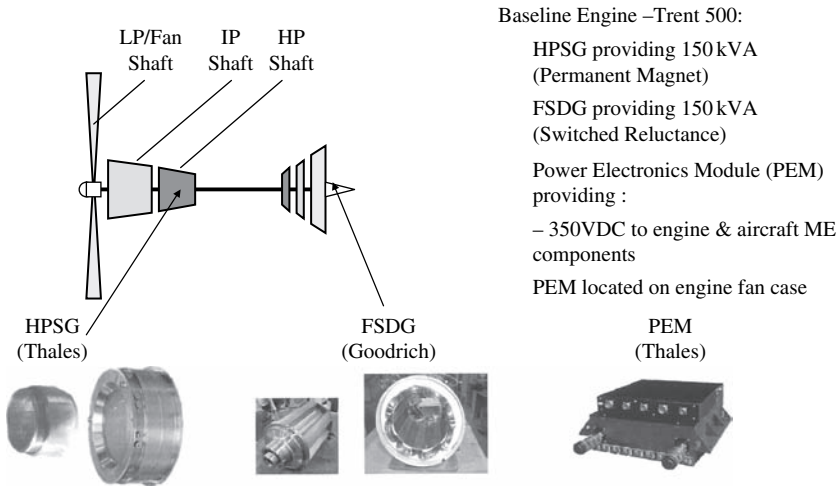 LP/Fan
Shaft
IP
Shaft
HP
Shaft
Baseline Engine –Trent 500:
HPSG providing 150 kVA
(Permanent Magnet)
FSDG providing 150 kVA
(Switched Reluctance)
Power Electronics Module (PEM)
providing :
– 350VDC to engine & aircraft ME
components
PEM located on engine fan case
HPSG
(Thales)
FSDG
(Goodrich)
PEM
(Thales)